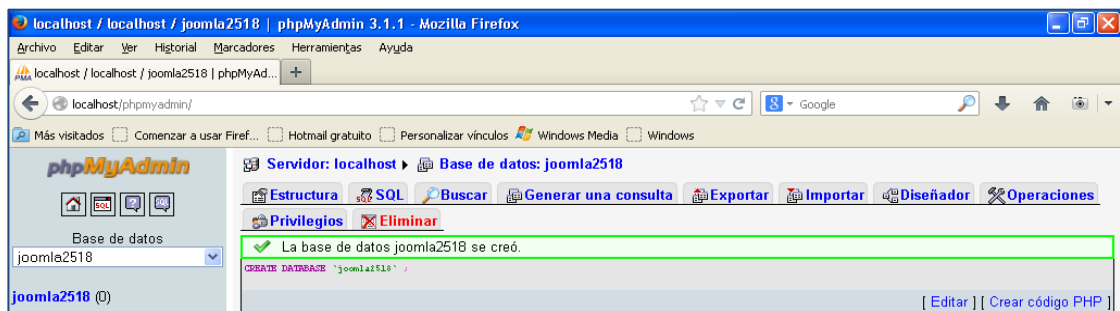 localhost / localhost / joomla2518 | phpMyAdmin 3.1.1 - Mozilla Firefox
Archivo Editar Ver Historial Marcadores Herramientas Ayuda
PMA localhost / localhost / joomla2518 | phpMyAd... +
localhost/phpmyadmin/ 8 Google
Más visitados Comenzar a usar Firef... Hotmail gratuito Personalizar vínculos Windows Media Windows
phpMyAdmin
SQL
Base de datos
joomla2518
joomla2518 (0)
Servidor: localhost Base de datos: joomla2518
Estructura SQL Buscar Generar una consulta Exportar Importar Diseñador Operaciones
Privilegios Eliminar
La base de datos joomla2518 se creó.
CREATE DATABASE `joomla2518` ;
[ Editar ] [ Crear código PHP ]